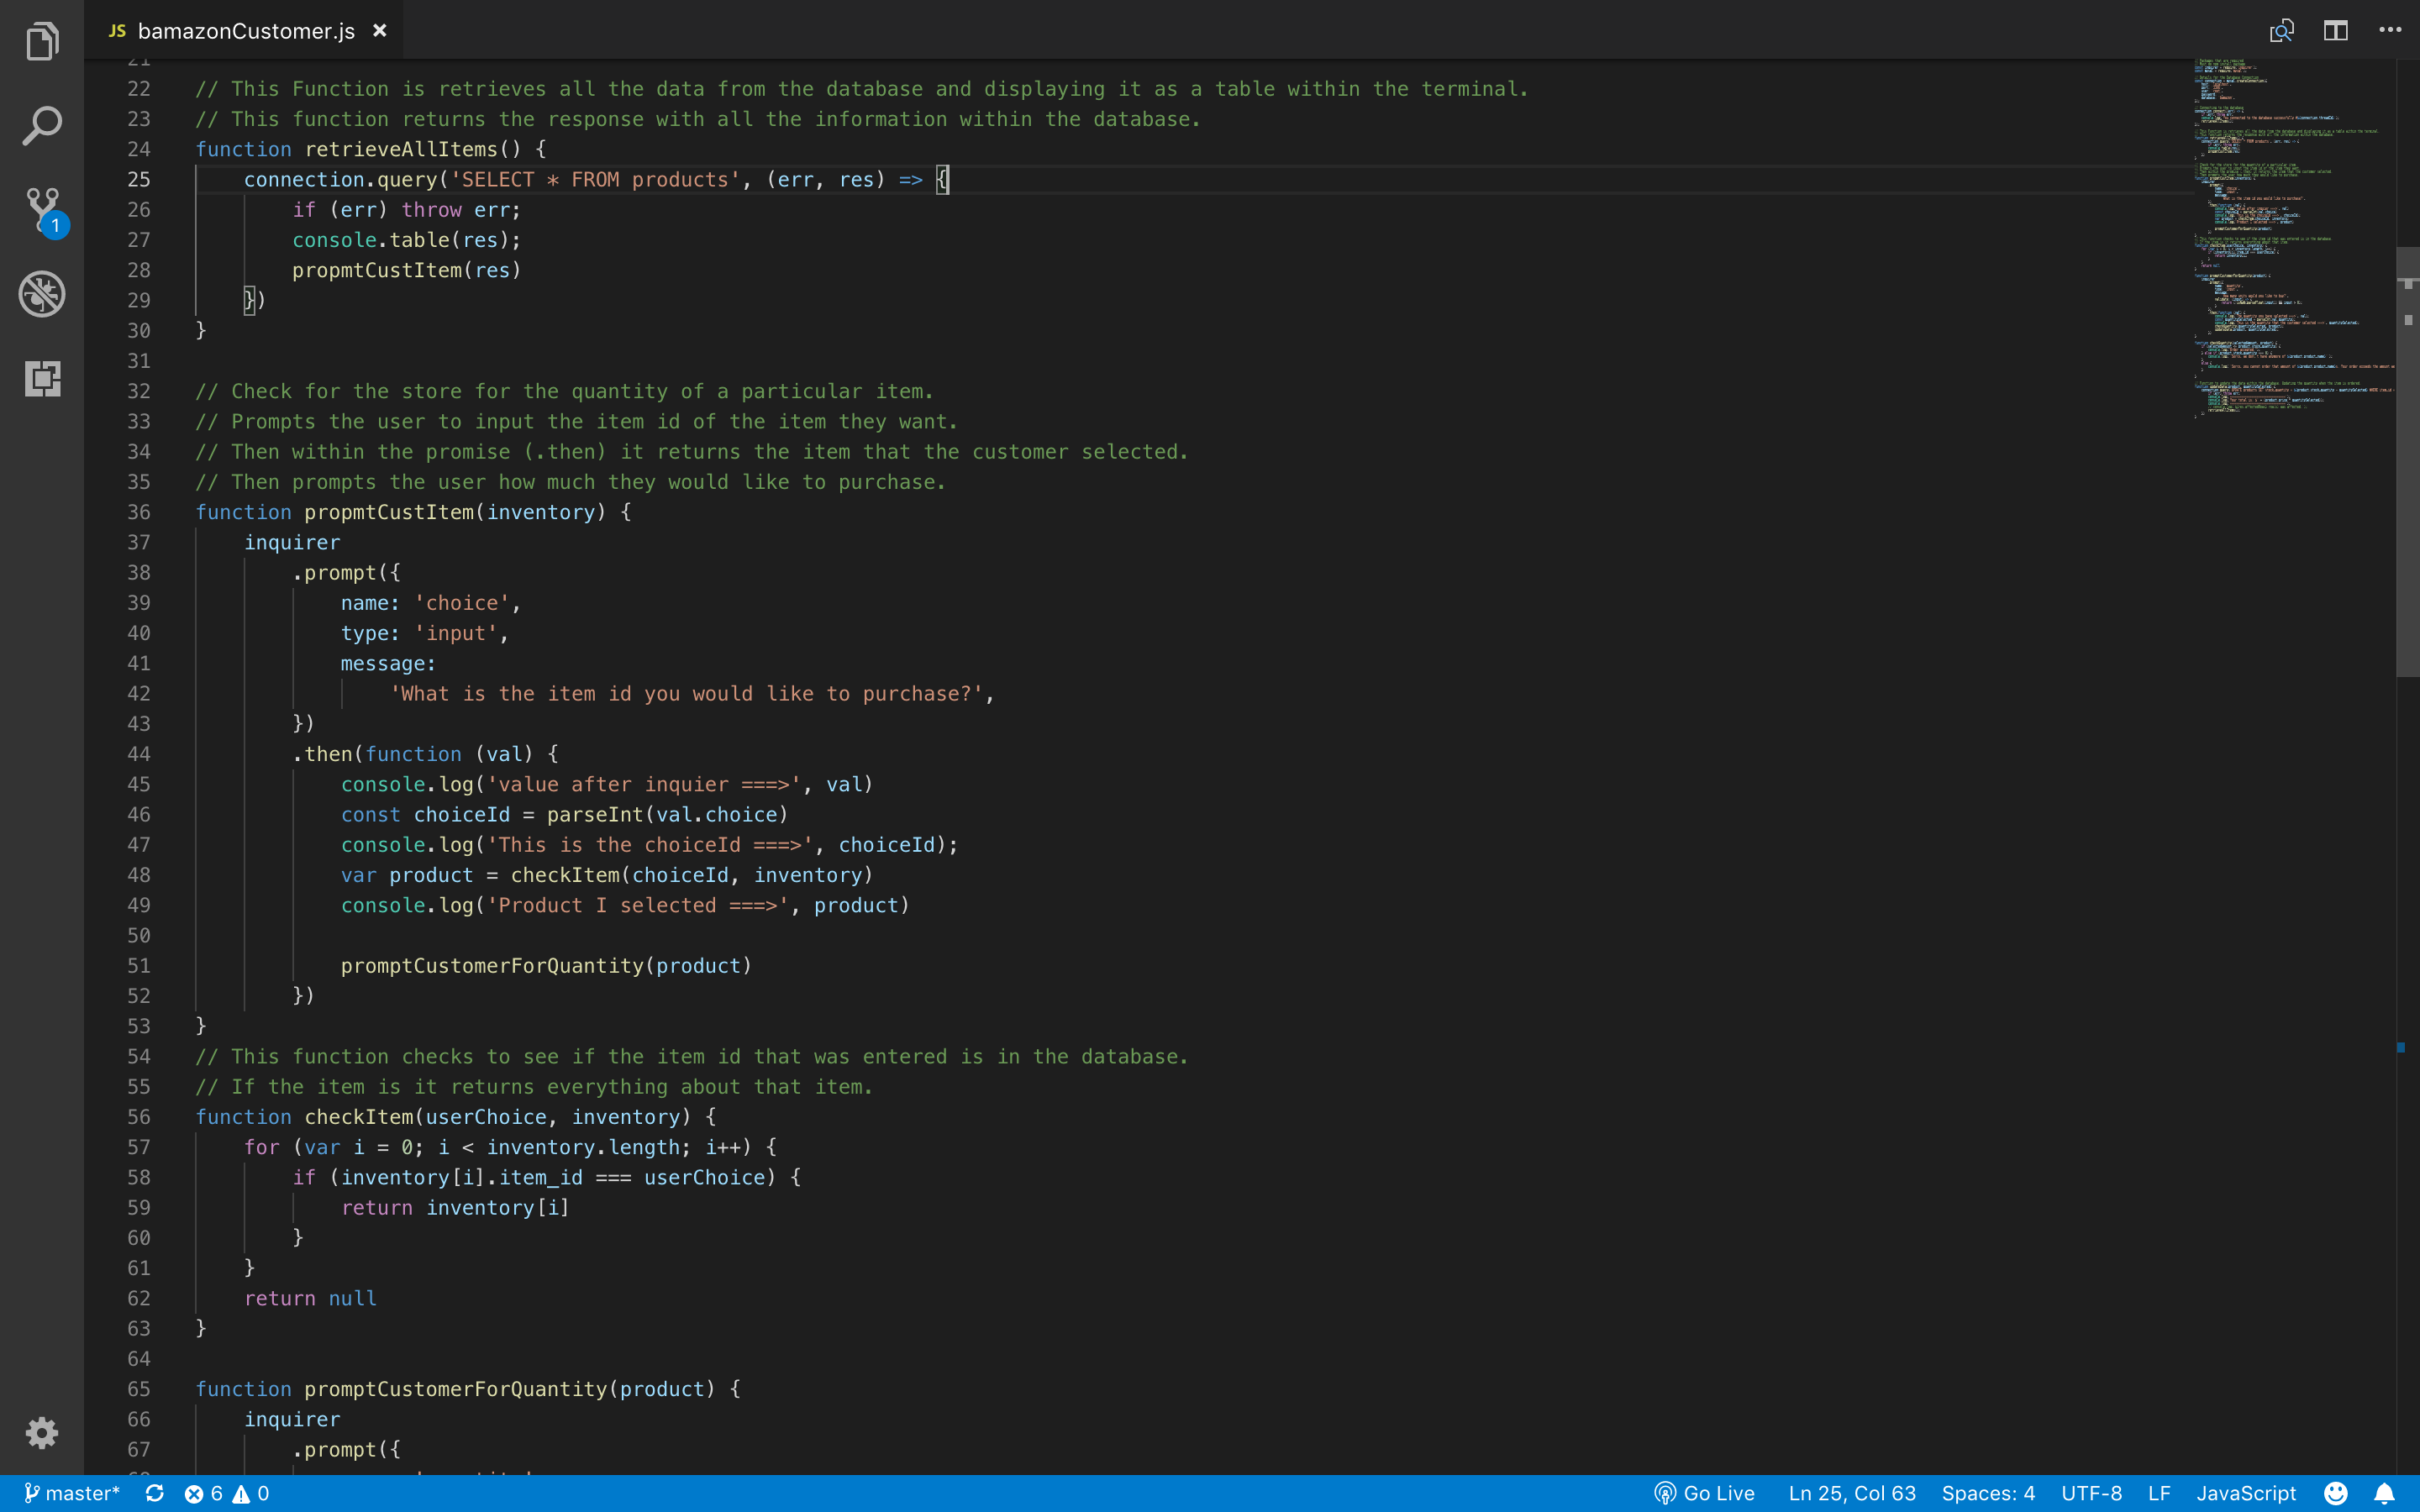 JS bamazonCustomer.js ×
21
22 // This Function is retrieves all the data from the database and displaying it as a table within the terminal.
23 // This function returns the response with all the information within the database.
24 function retrieveAllItems() {
25     connection.query('SELECT * FROM products', (err, res) => {
26         if (err) throw err;
27         console.table(res);
28         propmtCustItem(res)
29     })
30 }
31
32 // Check for the store for the quantity of a particular item.
33 // Prompts the user to input the item id of the item they want.
34 // Then within the promise (.then) it returns the item that the customer selected.
35 // Then prompts the user how much they would like to purchase.
36 function propmtCustItem(inventory) {
37     inquirer
38         .prompt({
39             name: 'choice',
40             type: 'input',
41             message:
42                 'What is the item id you would like to purchase?',
43         })
44         .then(function (val) {
45             console.log('value after inquier ===>', val)
46             const choiceId = parseInt(val.choice)
47             console.log('This is the choiceId ===>', choiceId);
48             var product = checkItem(choiceId, inventory)
49             console.log('Product I selected ===>', product)
50
51             promptCustomerForQuantity(product)
52         })
53 }
54 // This function checks to see if the item id that was entered is in the database.
55 // If the item is it returns everything about that item.
56 function checkItem(userChoice, inventory) {
57     for (var i = 0; i < inventory.length; i++) {
58         if (inventory[i].item_id === userChoice) {
59             return inventory[i]
60         }
61     }
62     return null
63 }
64
65 function promptCustomerForQuantity(product) {
66     inquirer
67         .prompt({
1
master* 6 0 Go Live Ln 25, Col 63 Spaces: 4 UTF-8 LF JavaScript